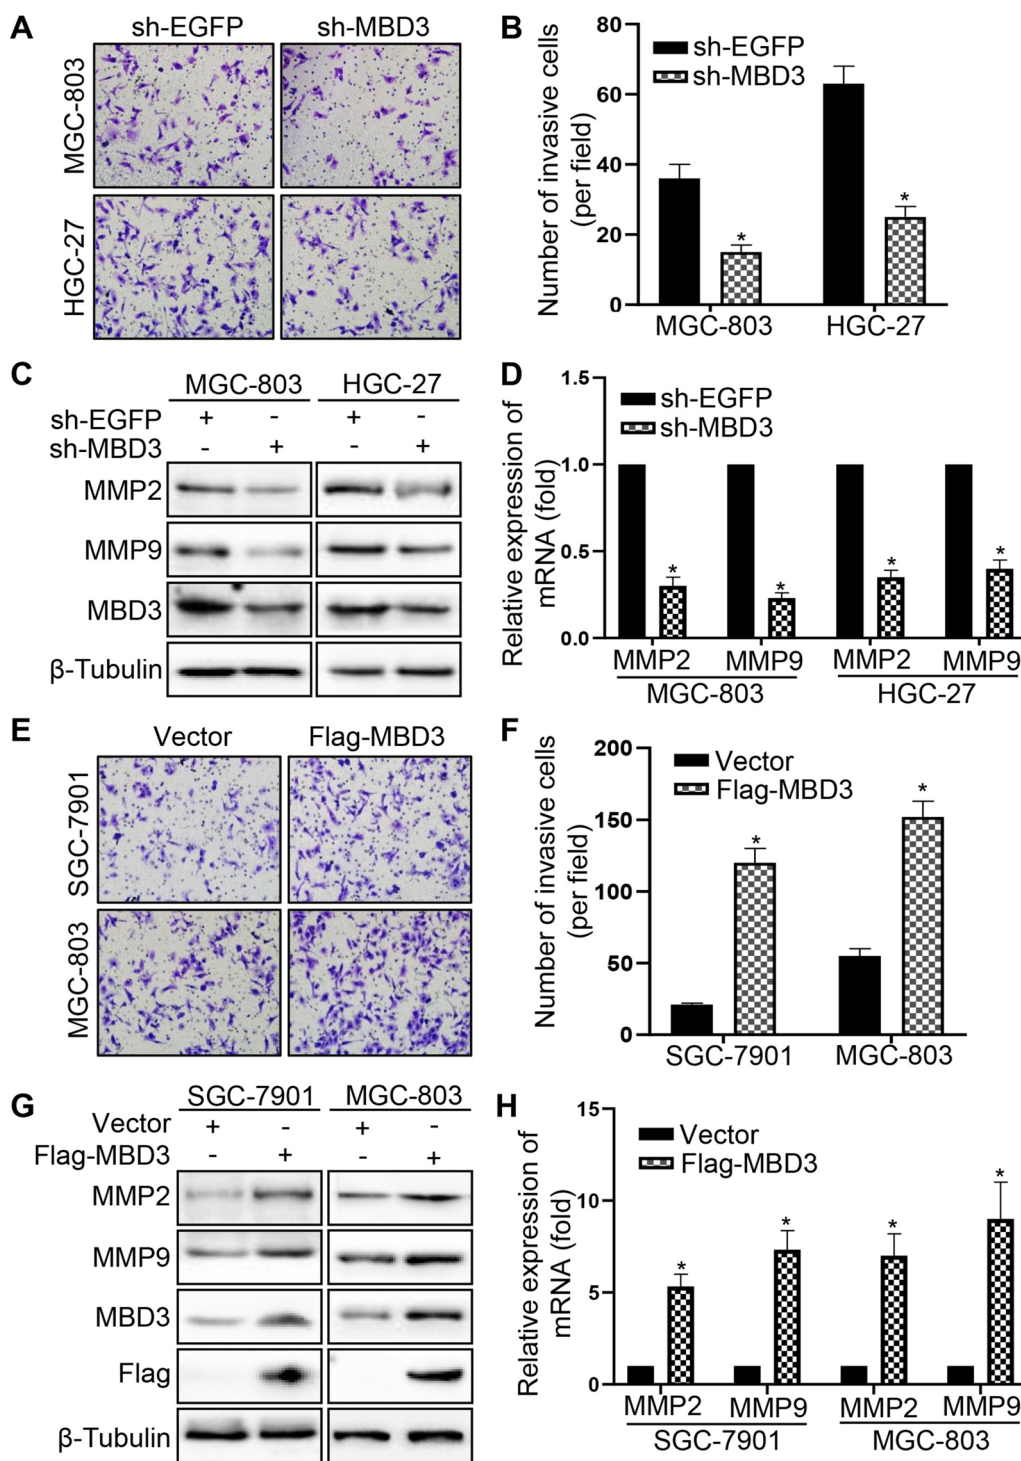 A
sh-EGFP sh-MBD3
MGC-803
HGC-27
B
Number of invasive cells
(per field)
80
60
40
20
0
sh-EGFP
sh-MBD3
*
*
MGC-803 HGC-27
C
MGC-803 HGC-27
sh-EGFP + - + -
sh-MBD3 - + - +
MMP2
MMP9
MBD3
β-Tubulin
D
Relative expression of
mRNA (fold)
1.5
1.0
0.5
0.0
sh-EGFP
sh-MBD3
* * * *
MMP2 MMP9 MMP2 MMP9
MGC-803 HGC-27
E
Vector Flag-MBD3
SGC-7901
MGC-803
F
Number of invasive cells
(per field)
200
150
100
50
0
Vector
Flag-MBD3
*
*
SGC-7901 MGC-803
G
SGC-7901 MGC-803
Vector + - + -
Flag-MBD3 - + - +
MMP2
MMP9
MBD3
Flag
β-Tubulin
H
Relative expression of
mRNA (fold)
15
10
5
0
Vector
Flag-MBD3
* * * *
MMP2 MMP9 MMP2 MMP9
SGC-7901 MGC-803